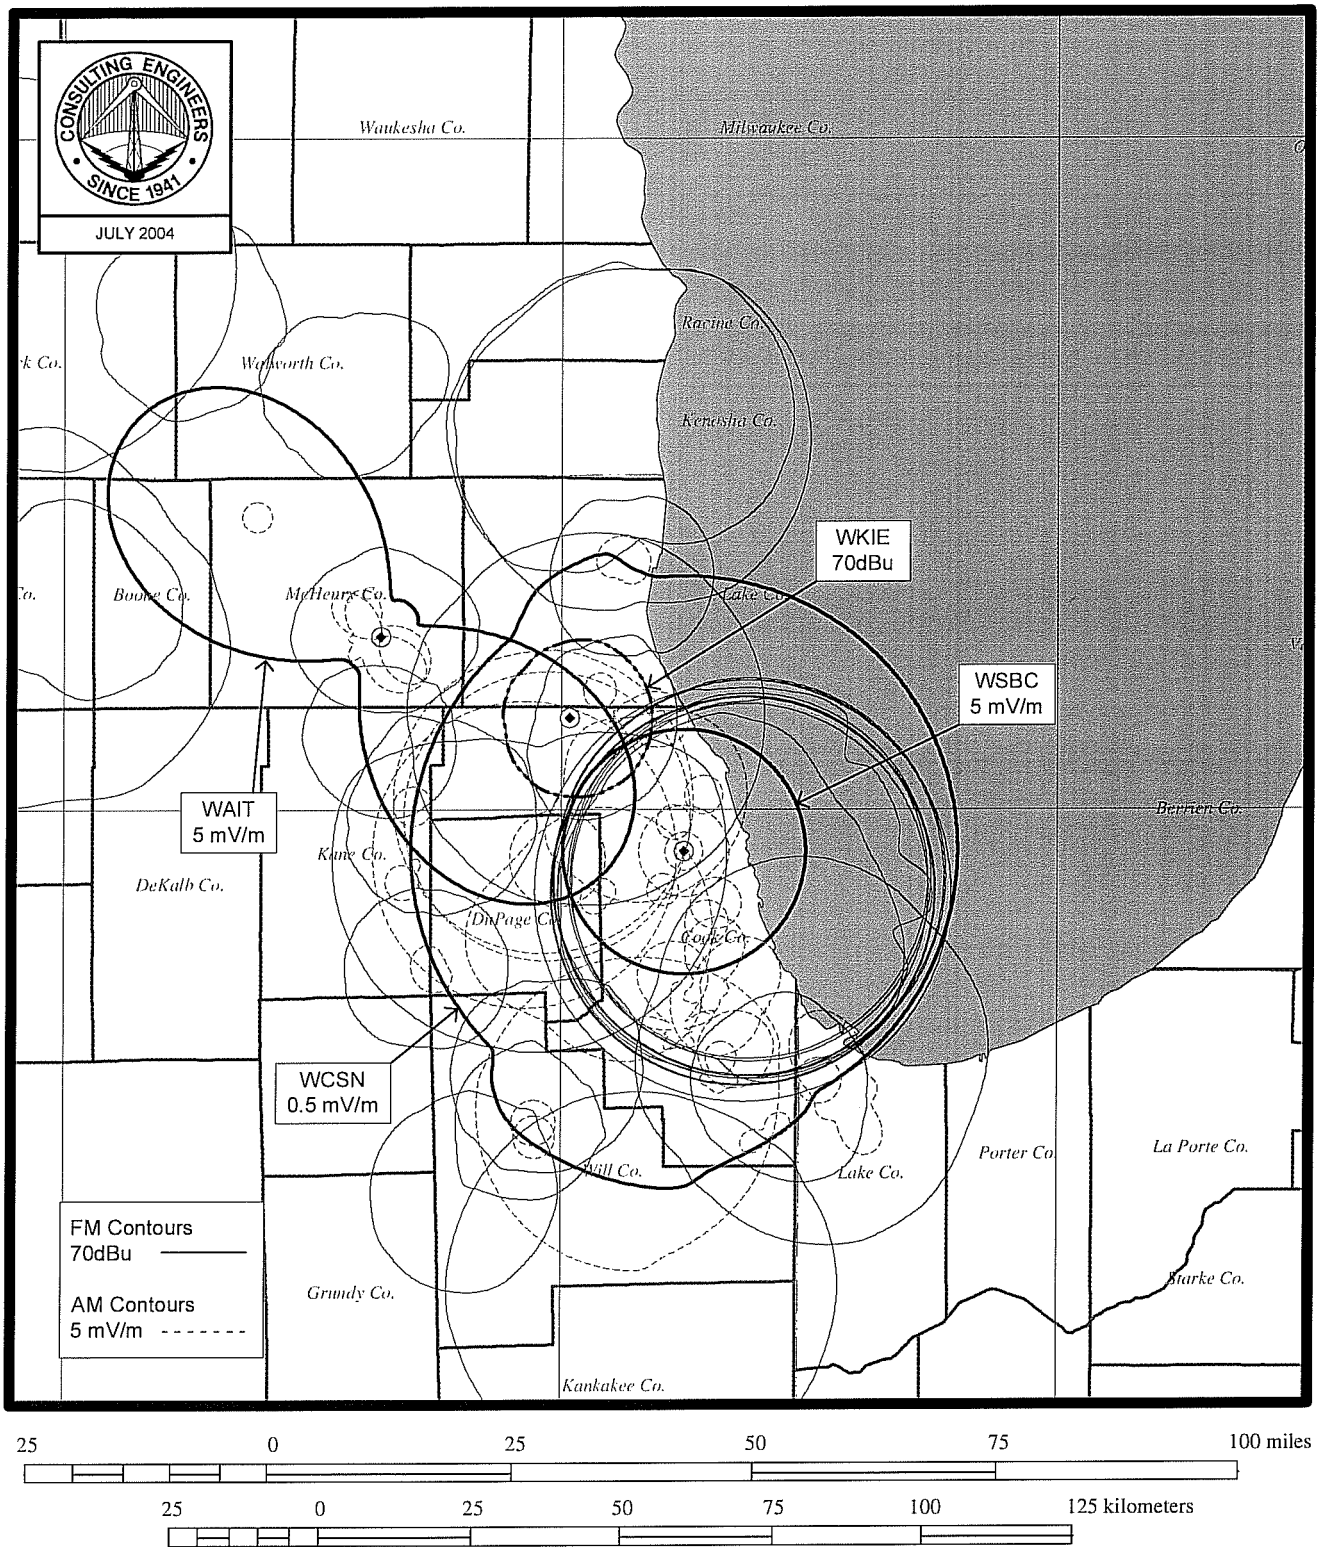 CONSULTING ENGINEERS
SINCE 1941
JULY 2004
Waukesha Co.
Milwaukee Co.
Racine Co.
Walworth Co.
Kenosha Co.
WKIE
70dBu
Boone Co.
McHenry Co.
Lake Co.
WSBC
5 mV/m
WAIT
5 mV/m
Berrien Co.
Kane Co.
DeKalb Co.
DuPage Co.
Cook Co.
WCSN
0.5 mV/m
Will Co.
Lake Co.
Porter Co.
La Porte Co.
FM Contours
70dBu
AM Contours
5 mV/m
Grundy Co.
Starke Co.
Kankakee Co.
25 0 25 50 75 100 miles
25 0 25 50 75 100 125 kilometers